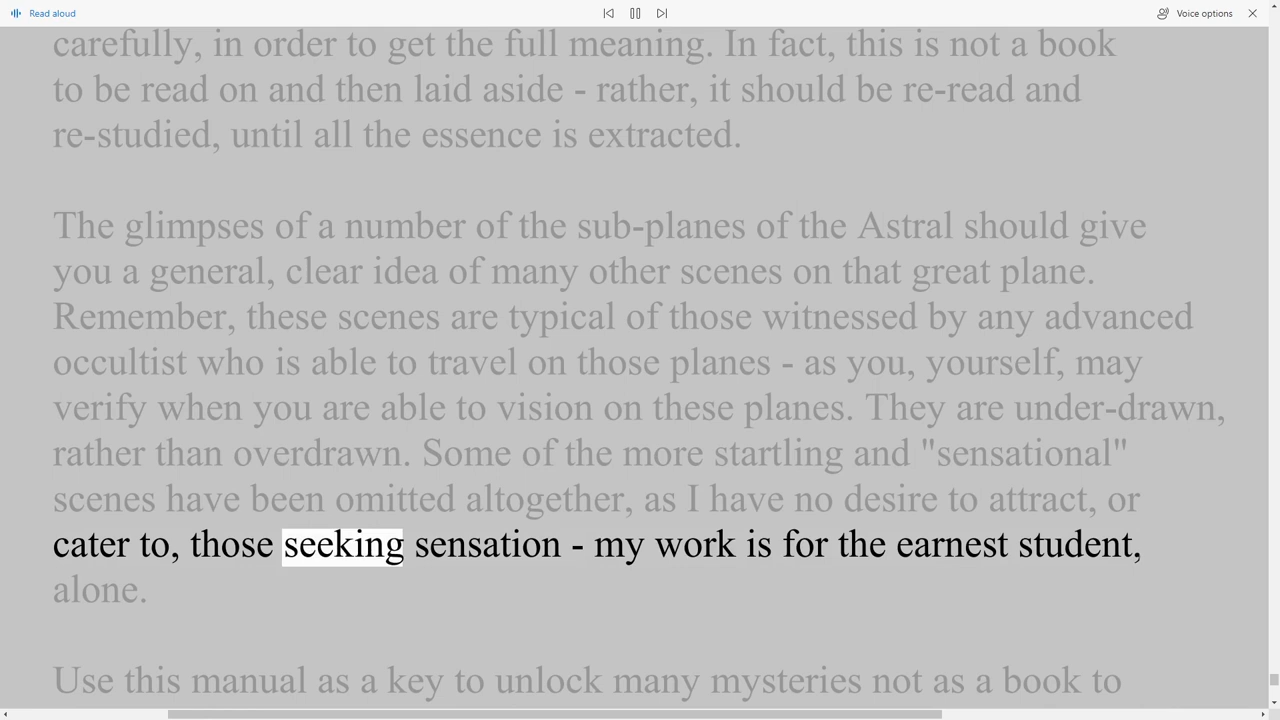 Read aloud
Voice options
carefully, in order to get the full meaning. In fact, this is not a book
to be read on and then laid aside - rather, it should be re-read and
re-studied, until all the essence is extracted.
The glimpses of a number of the sub-planes of the Astral should give
you a general, clear idea of many other scenes on that great plane.
Remember, these scenes are typical of those witnessed by any advanced
occultist who is able to travel on those planes - as you, yourself, may
verify when you are able to vision on these planes. They are under-drawn,
rather than overdrawn. Some of the more startling and "sensational"
scenes have been omitted altogether, as I have no desire to attract, or
cater to, those seeking sensation - my work is for the earnest student,
alone.
Use this manual as a key to unlock many mysteries not as a book to